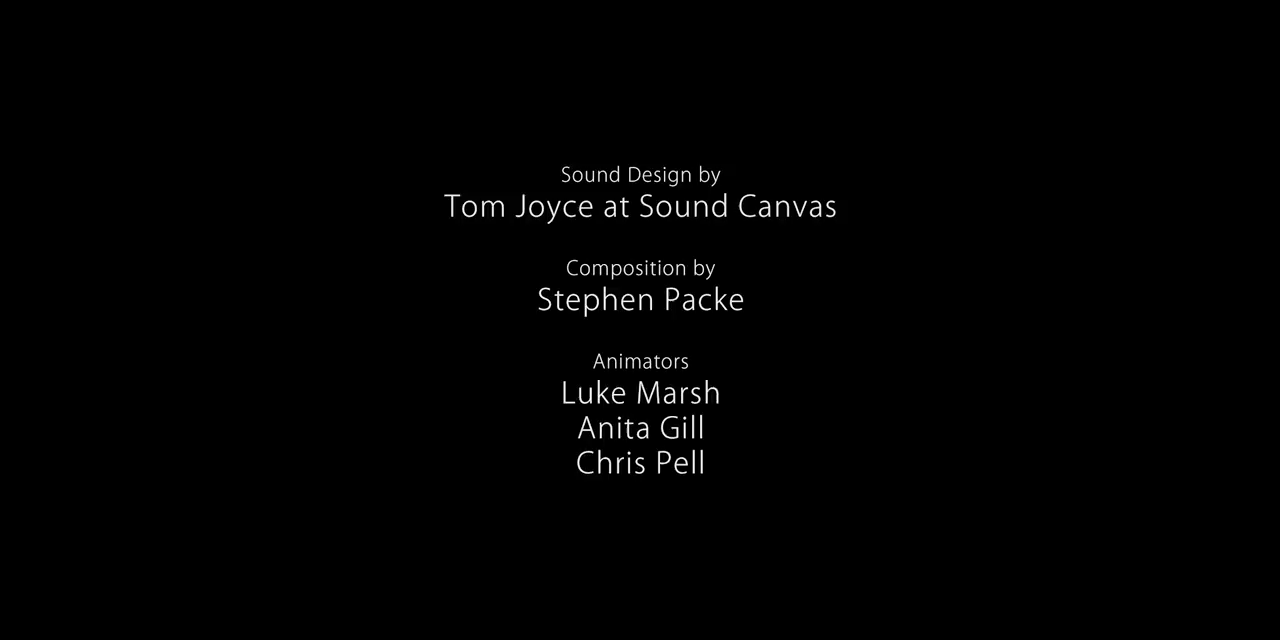 Sound Design by
Tom Joyce at Sound Canvas
Composition by
Stephen Packe
Animators
Luke Marsh
Anita Gill
Chris Pell